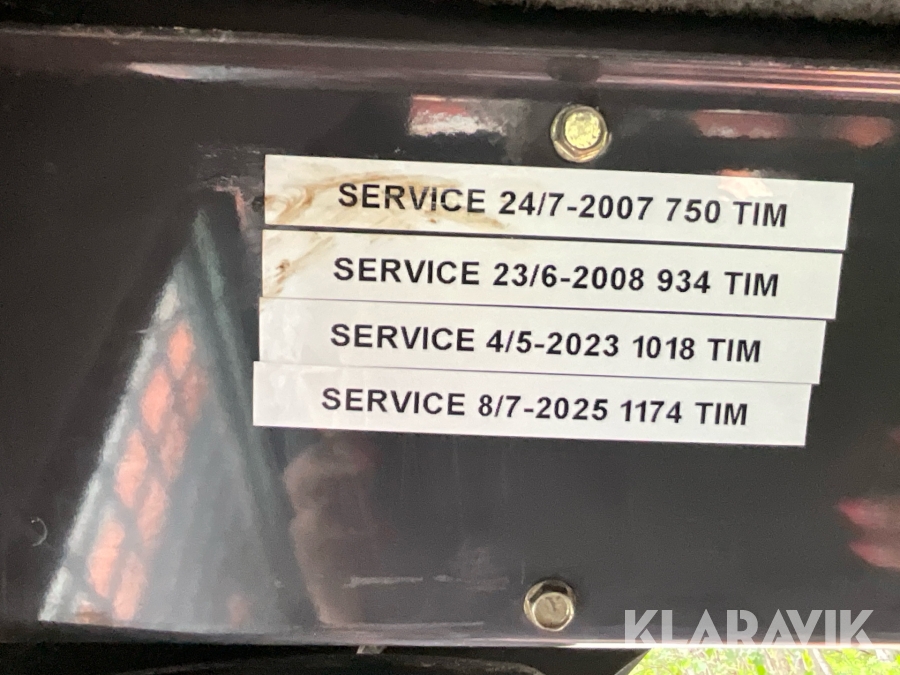 SERVICE 24/7-2007 750 TIM
SERVICE 23/6-2008 934 TIM
SERVICE 4/5-2023 1018 TIM
SERVICE 8/7-2025 1174 TIM
KLARAVIK